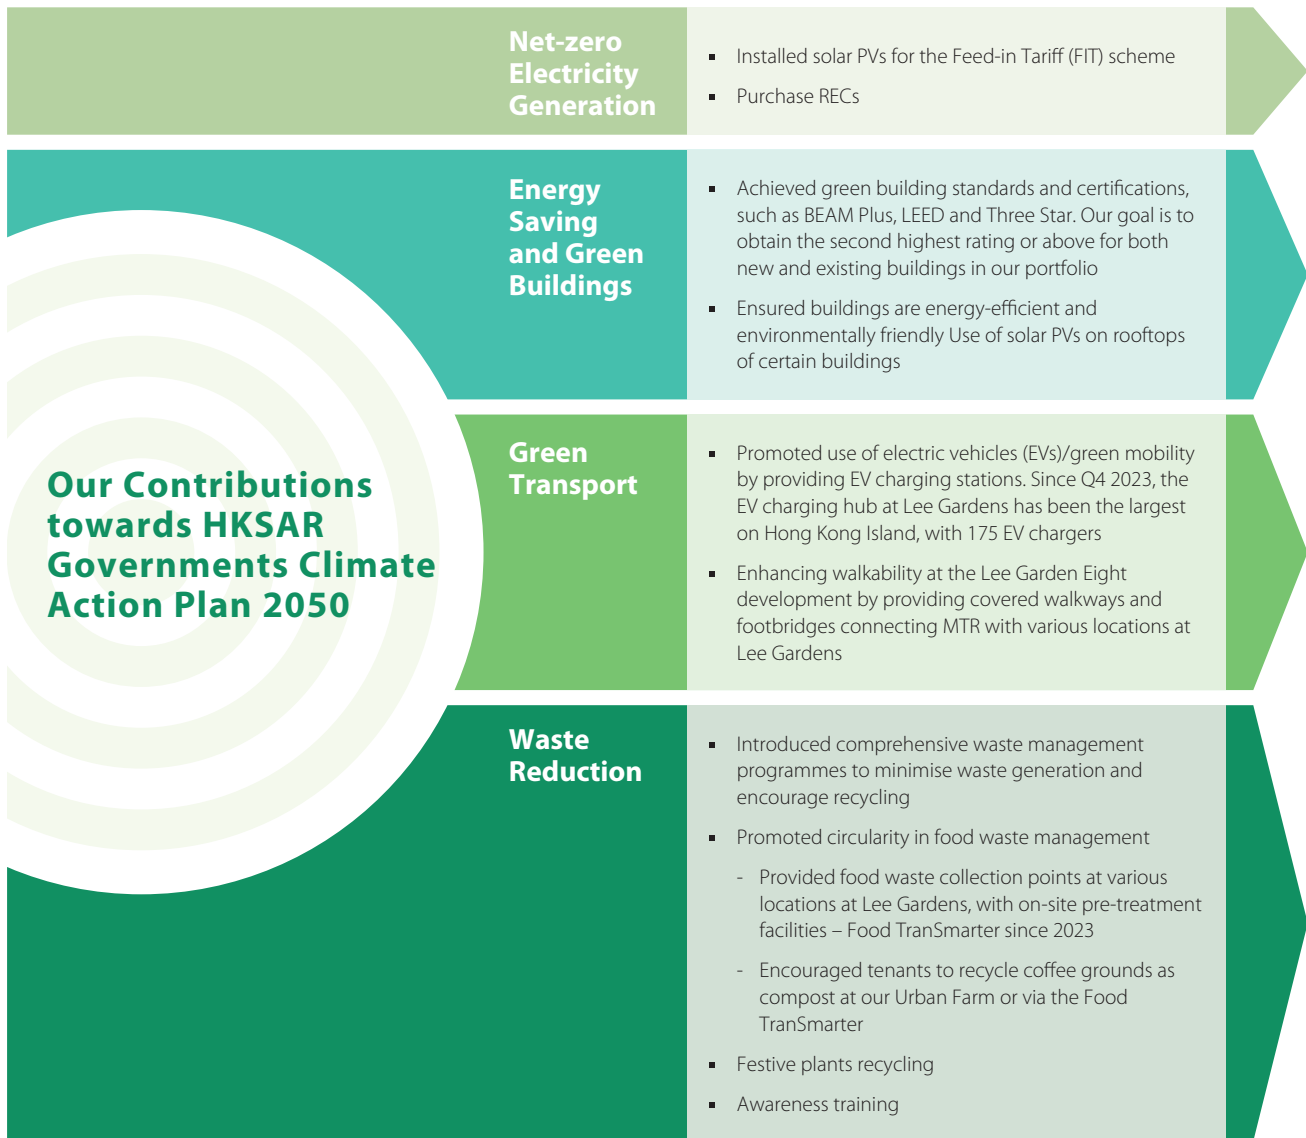 Net-zero
Electricity
Generation
▪ Installed solar PVs for the Feed-in Tariff (FIT) scheme
▪ Purchase RECs
Energy
Saving
and Green
Buildings
▪ Achieved green building standards and certifications,
such as BEAM Plus, LEED and Three Star. Our goal is to
obtain the second highest rating or above for both
new and existing buildings in our portfolio
▪ Ensured buildings are energy-efficient and
environmentally friendly Use of solar PVs on rooftops
of certain buildings
Our Contributions
towards HKSAR
Governments Climate
Action Plan 2050
Green
Transport
▪ Promoted use of electric vehicles (EVs)/green mobility
by providing EV charging stations. Since Q4 2023, the
EV charging hub at Lee Gardens has been the largest
on Hong Kong Island, with 175 EV chargers
▪ Enhancing walkability at the Lee Garden Eight
development by providing covered walkways and
footbridges connecting MTR with various locations at
Lee Gardens
Waste
Reduction
▪ Introduced comprehensive waste management
programmes to minimise waste generation and
encourage recycling
▪ Promoted circularity in food waste management
- Provided food waste collection points at various
locations at Lee Gardens, with on-site pre-treatment
facilities – Food TranSmarter since 2023
- Encouraged tenants to recycle coffee grounds as
compost at our Urban Farm or via the Food
TranSmarter
▪ Festive plants recycling
▪ Awareness training